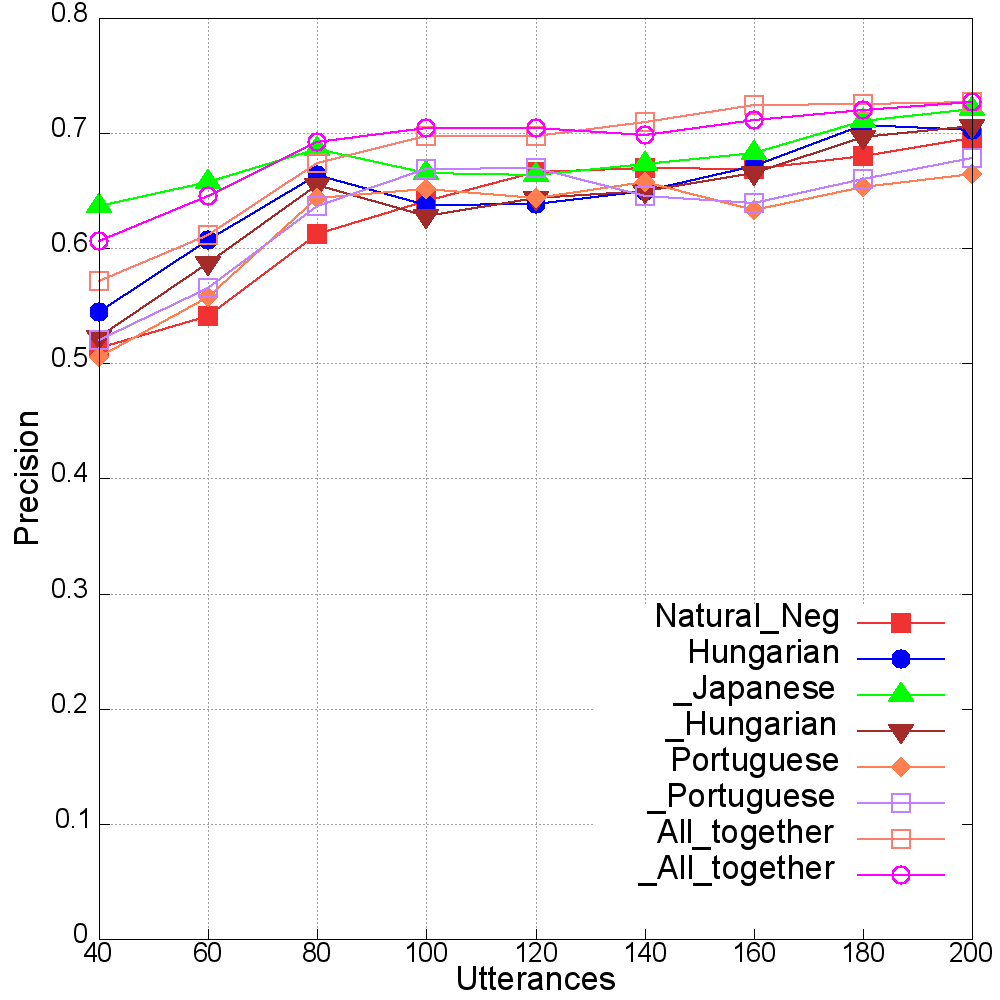 0.8
0.7
0.6
0.5
0.4
0.3
0.2
0.1
0
Precision
40 60 80 100 120 140 160 180 200
Utterances
Natural_Neg
Hungarian
_Japanese
_Hungarian
Portuguese
_Portuguese
All_together
_All_together